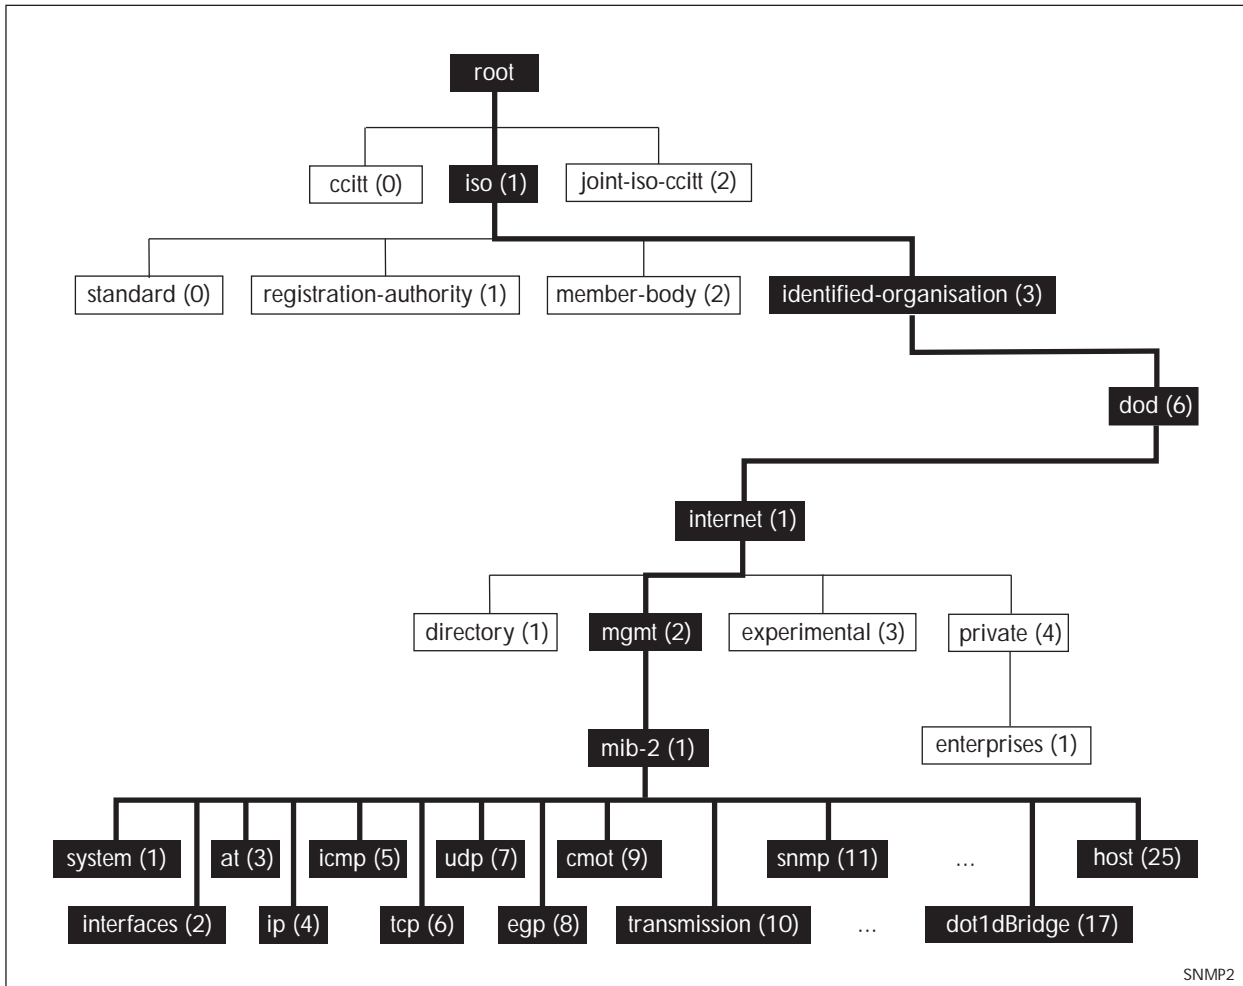 root
ccitt (0) iso (1) joint-iso-ccitt (2)
standard (0) registration-authority (1) member-body (2) identified-organisation (3)
dod (6)
internet (1)
directory (1) mgmt (2) experimental (3) private (4)
mib-2 (1) enterprises (1)
system (1) at (3) icmp (5) udp (7) cmot (9) snmp (11) ... host (25)
interfaces (2) ip (4) tcp (6) egp (8) transmission (10) ... dot1dBridge (17)
SNMP2